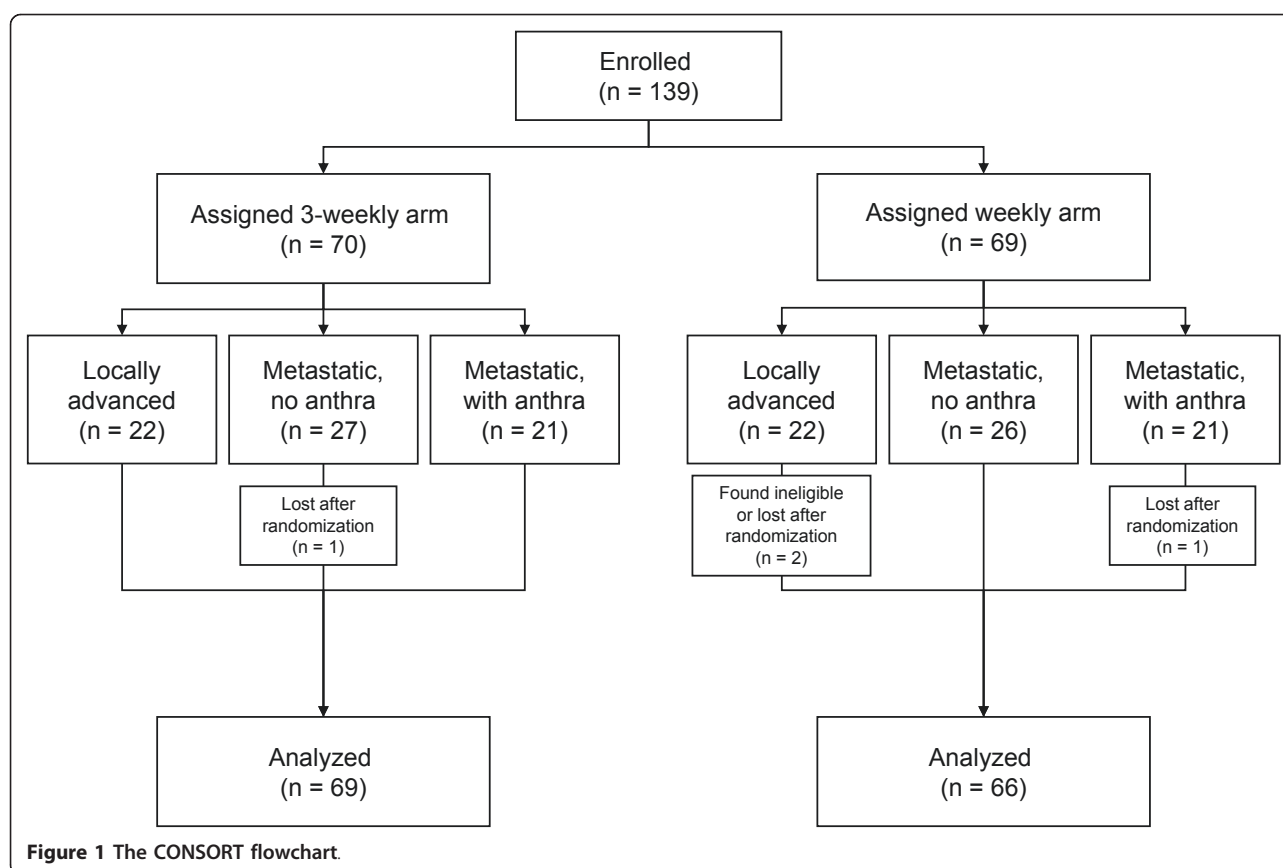 Enrolled
(n = 139)
Assigned 3-weekly arm
(n = 70)
Assigned weekly arm
(n = 69)
Locally
advanced
(n = 22)
Metastatic,
no anthra
(n = 27)
Metastatic,
with anthra
(n = 21)
Locally
advanced
(n = 22)
Metastatic,
no anthra
(n = 26)
Metastatic,
with anthra
(n = 21)
Lost after
randomization
(n = 1)
Found ineligible
or lost after
randomization
(n = 2)
Lost after
randomization
(n = 1)
Analyzed
(n = 69)
Analyzed
(n = 66)
Figure 1 The CONSORT flowchart.